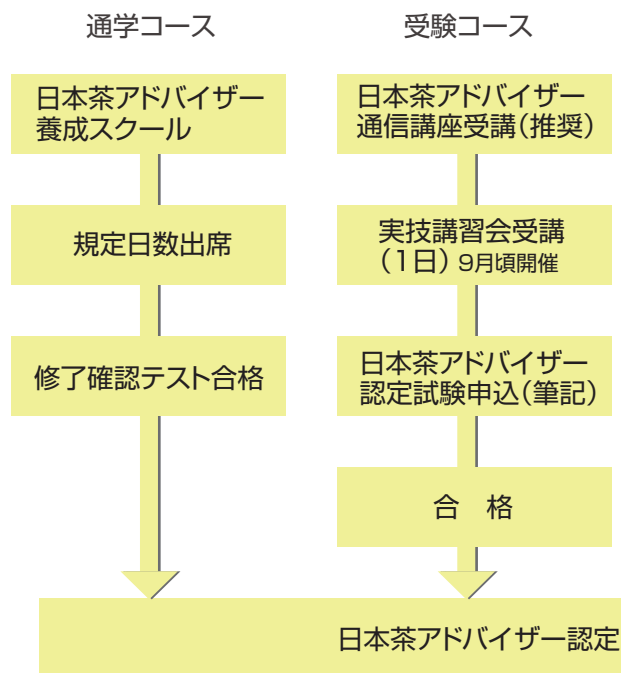 通学コース
日本茶アドバイザー
養成スクール
規定日数出席
修了確認テスト合格
受験コース
日本茶アドバイザー
通信講座受講(推奨)
実技講習会受講
(1日) 9月頃開催
日本茶アドバイザー
認定試験申込(筆記)
合 格
日本茶アドバイザー認定